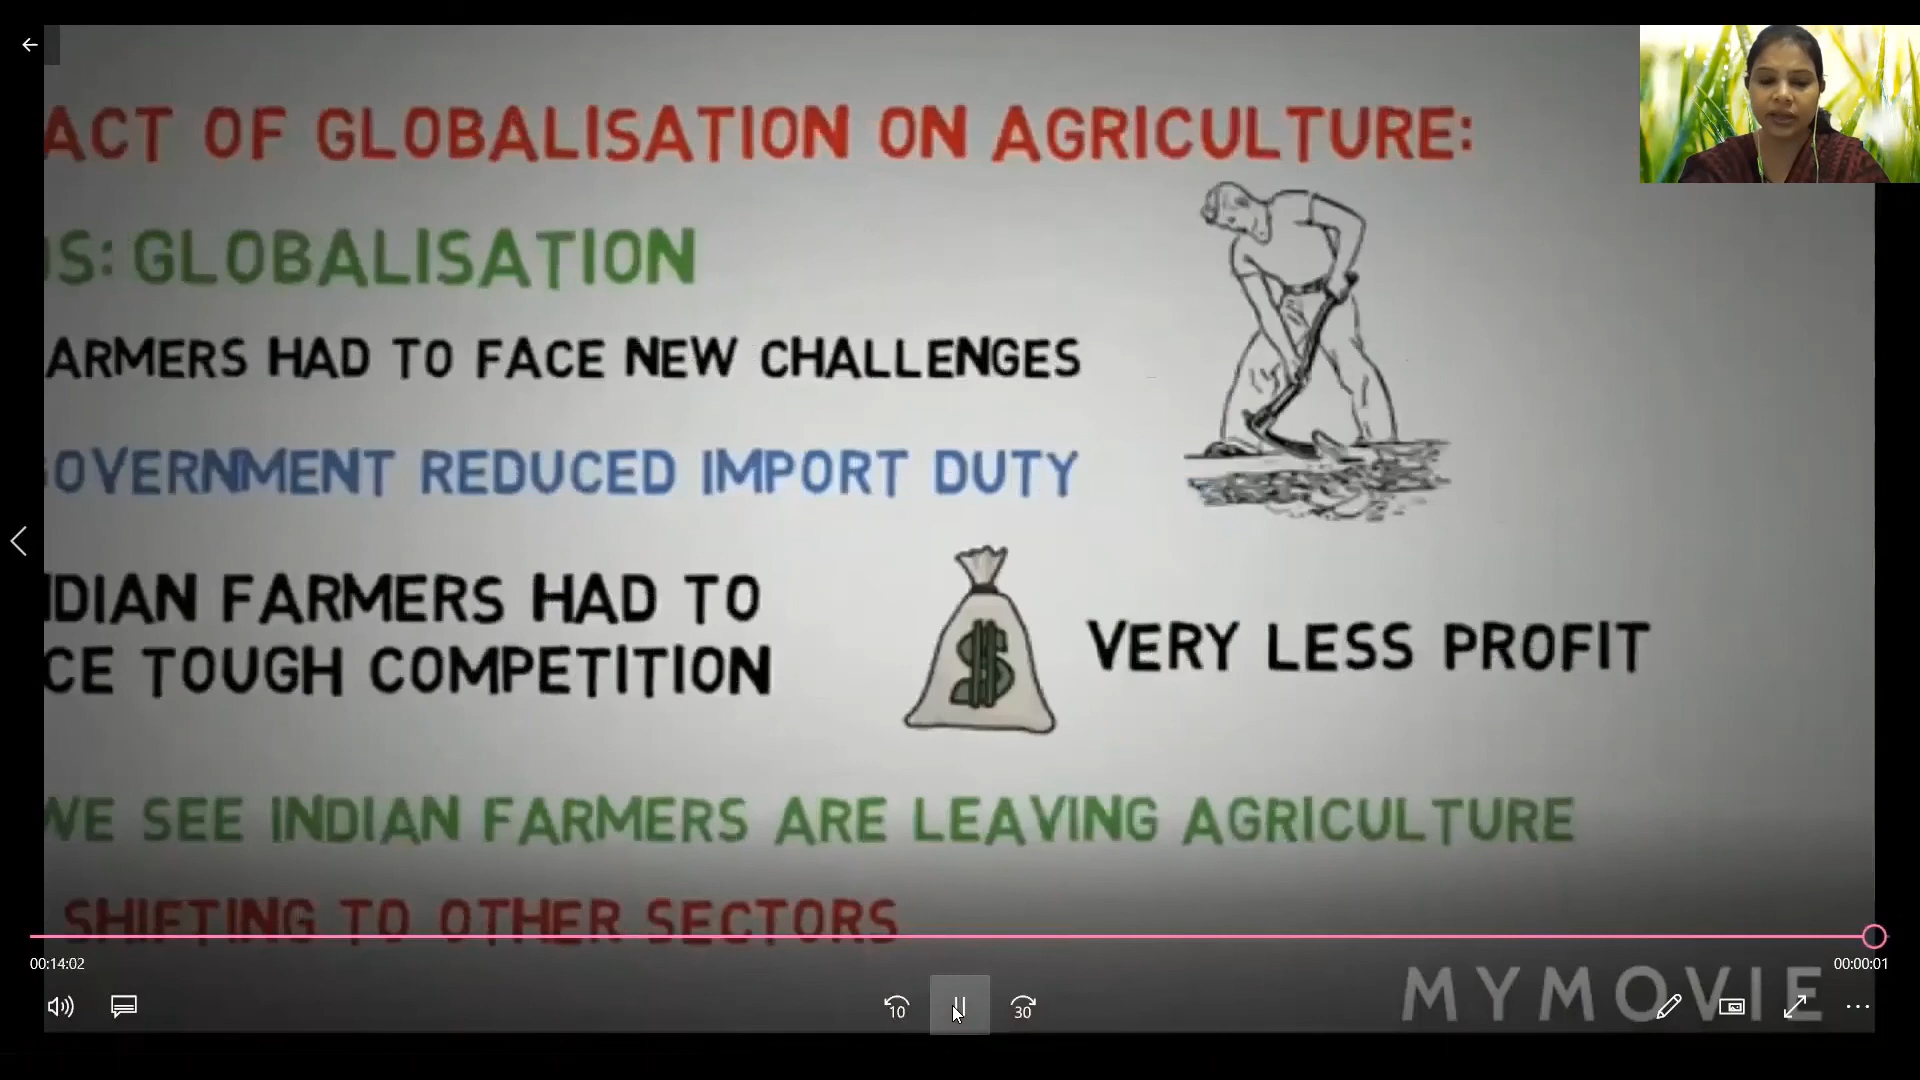 ACT OF GLOBALISATION ON AGRICULTURE:
S: GLOBALISATION
ARMERS HAD TO FACE NEW CHALLENGES
OVERNMENT REDUCED IMPORT DUTY
DIAN FARMERS HAD TO
CE TOUGH COMPETITION
$
VERY LESS PROFIT
WE SEE INDIAN FARMERS ARE LEAVING AGRICULTURE
SHIFTING TO OTHER SECTORS
00:14:02
00:00:01
10
30
MYMOVIE